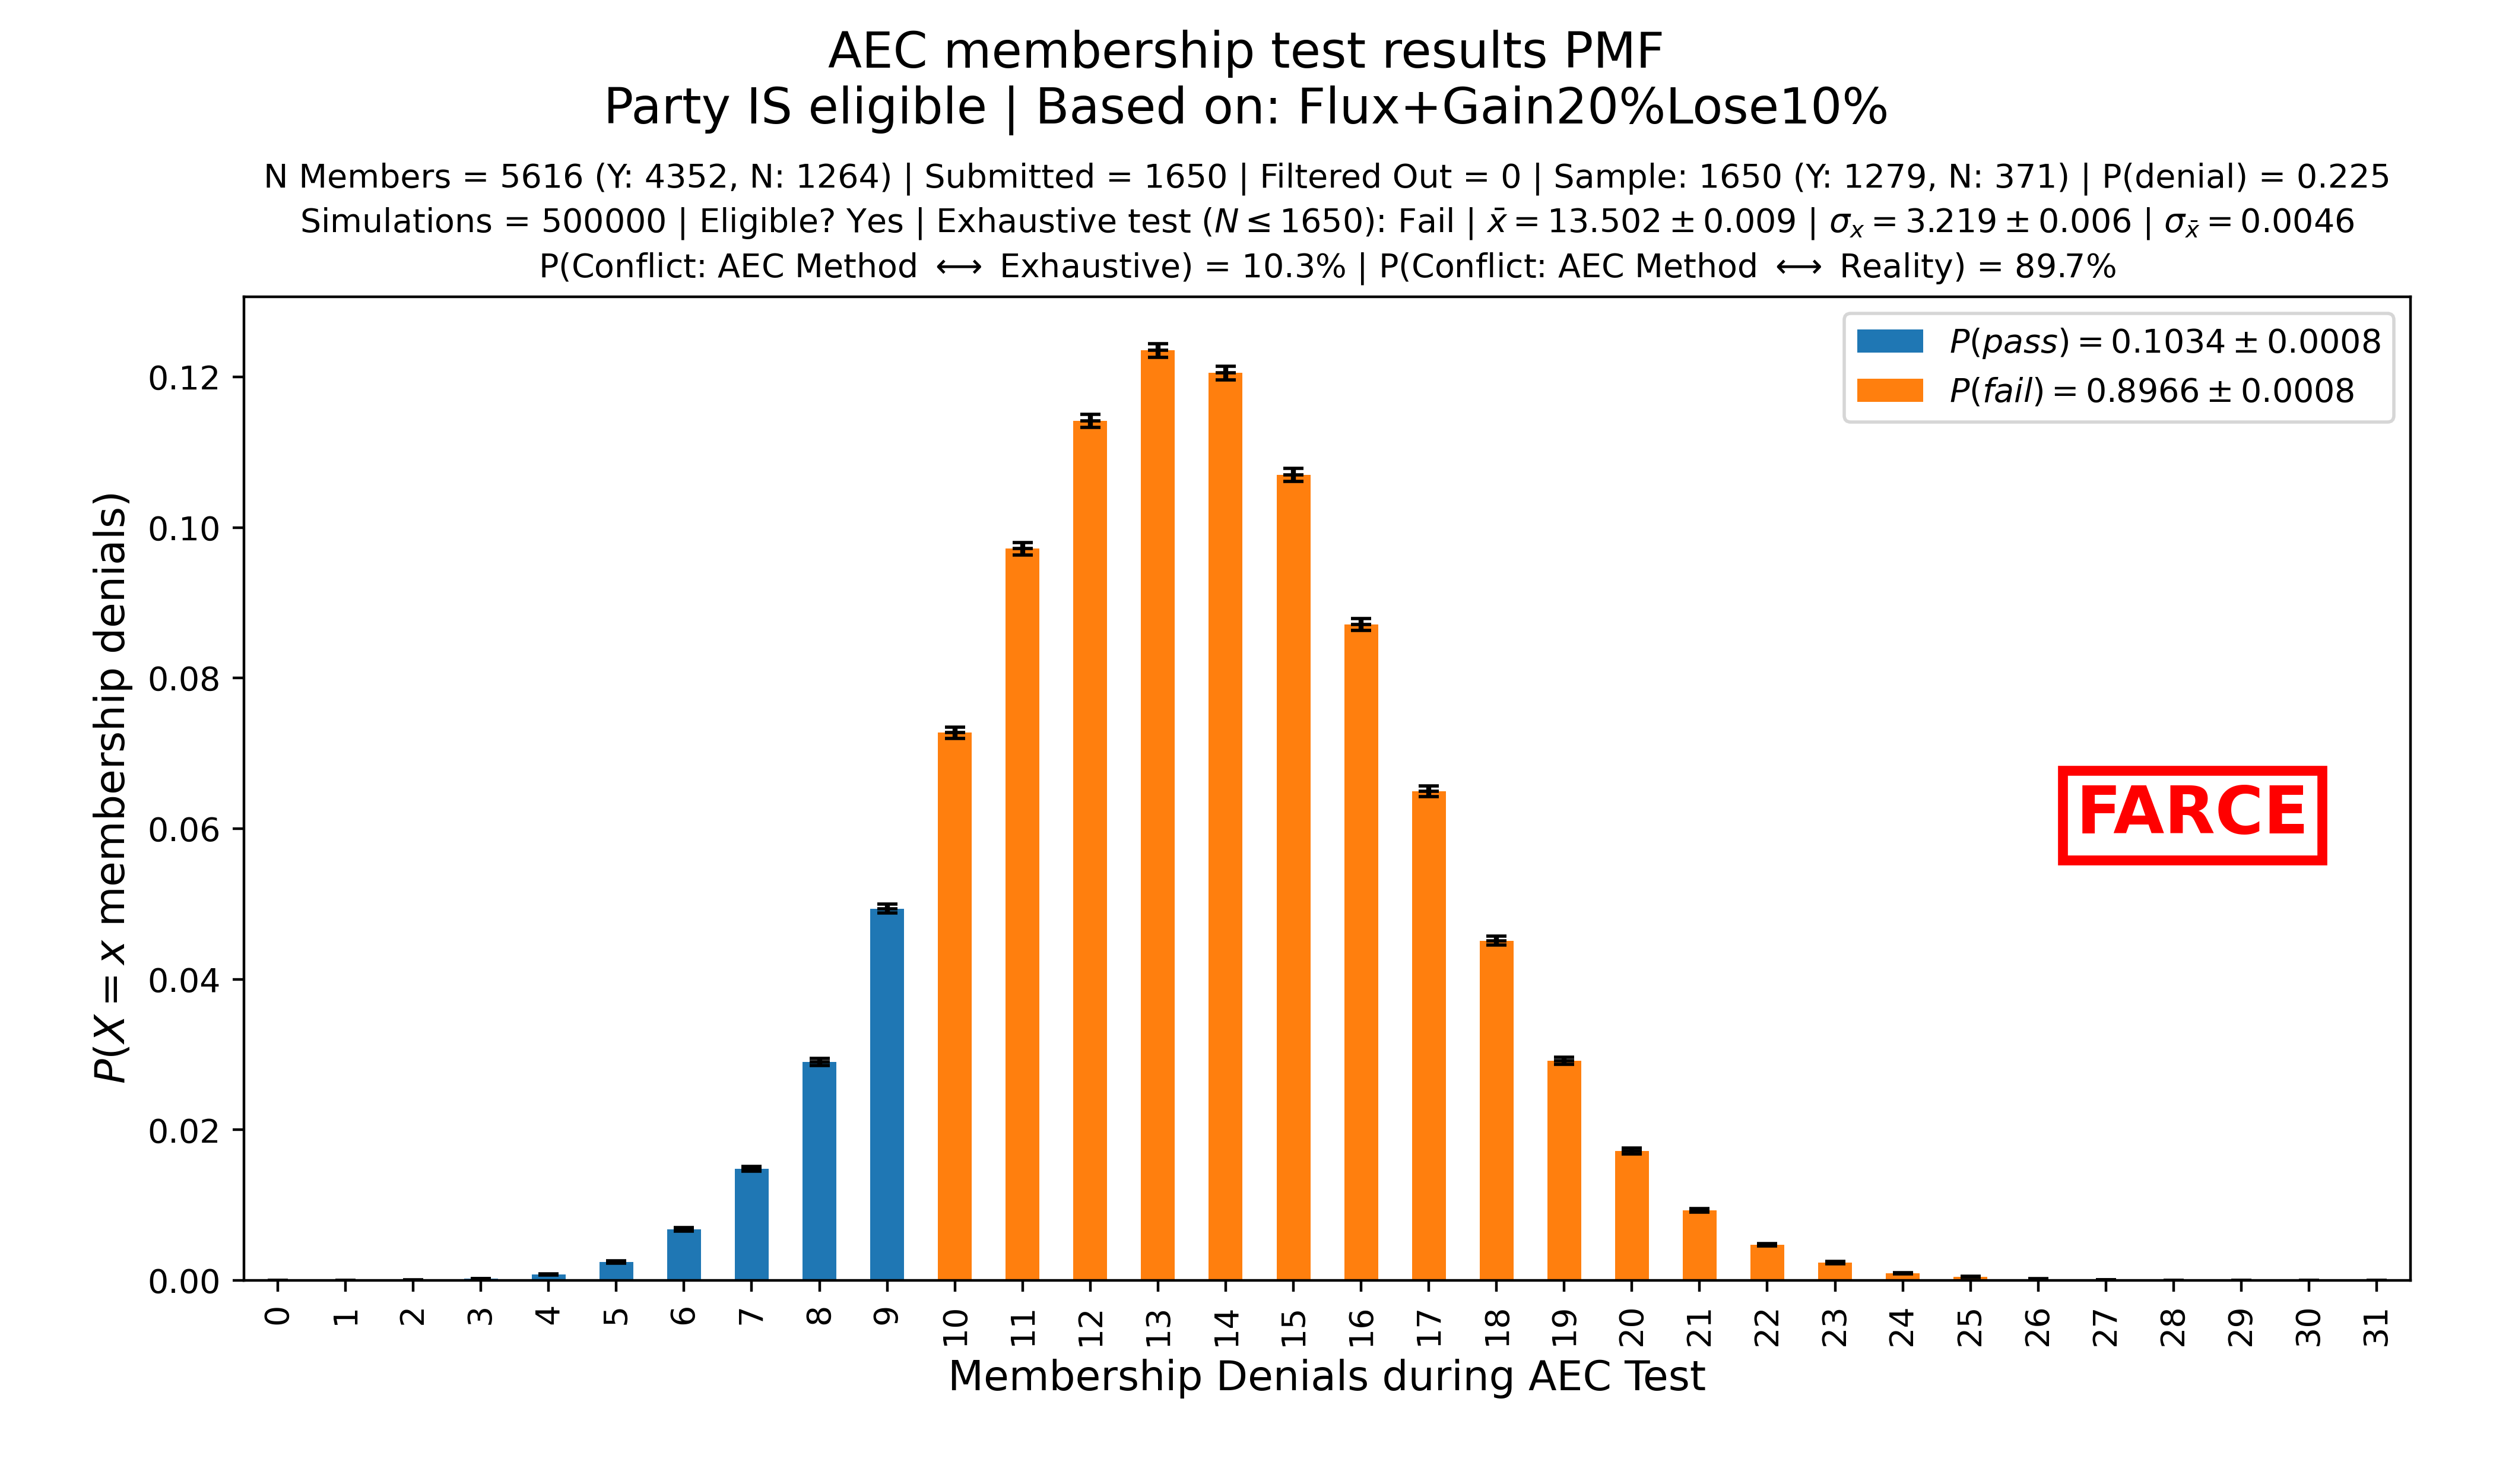 AEC membership test results PMF
Party IS eligible | Based on: Flux+Gain20%Lose10%
N Members = 5616 (Y: 4352, N: 1264) | Submitted = 1650 | Filtered Out = 0 | Sample: 1650 (Y: 1279, N: 371) | P(denial) = 0.225
Simulations = 500000 | Eligible? Yes | Exhaustive test (N ≤ 1650): Fail | x̄ = 13.502 ± 0.009 | σₓ = 3.219 ± 0.006 | σ_x̄ = 0.0046
P(Conflict: AEC Method ⟷ Exhaustive) = 10.3% | P(Conflict: AEC Method ⟷ Reality) = 89.7%
P(pass) = 0.1034 ± 0.0008
P(fail) = 0.8966 ± 0.0008
FARCE
P(X = x membership denials)
0.12
0.10
0.08
0.06
0.04
0.02
0.00
0 1 2 3 4 5 6 7 8 9 10 11 12 13 14 15 16 17 18 19 20 21 22 23 24 25 26 27 28 29 30 31
Membership Denials during AEC Test